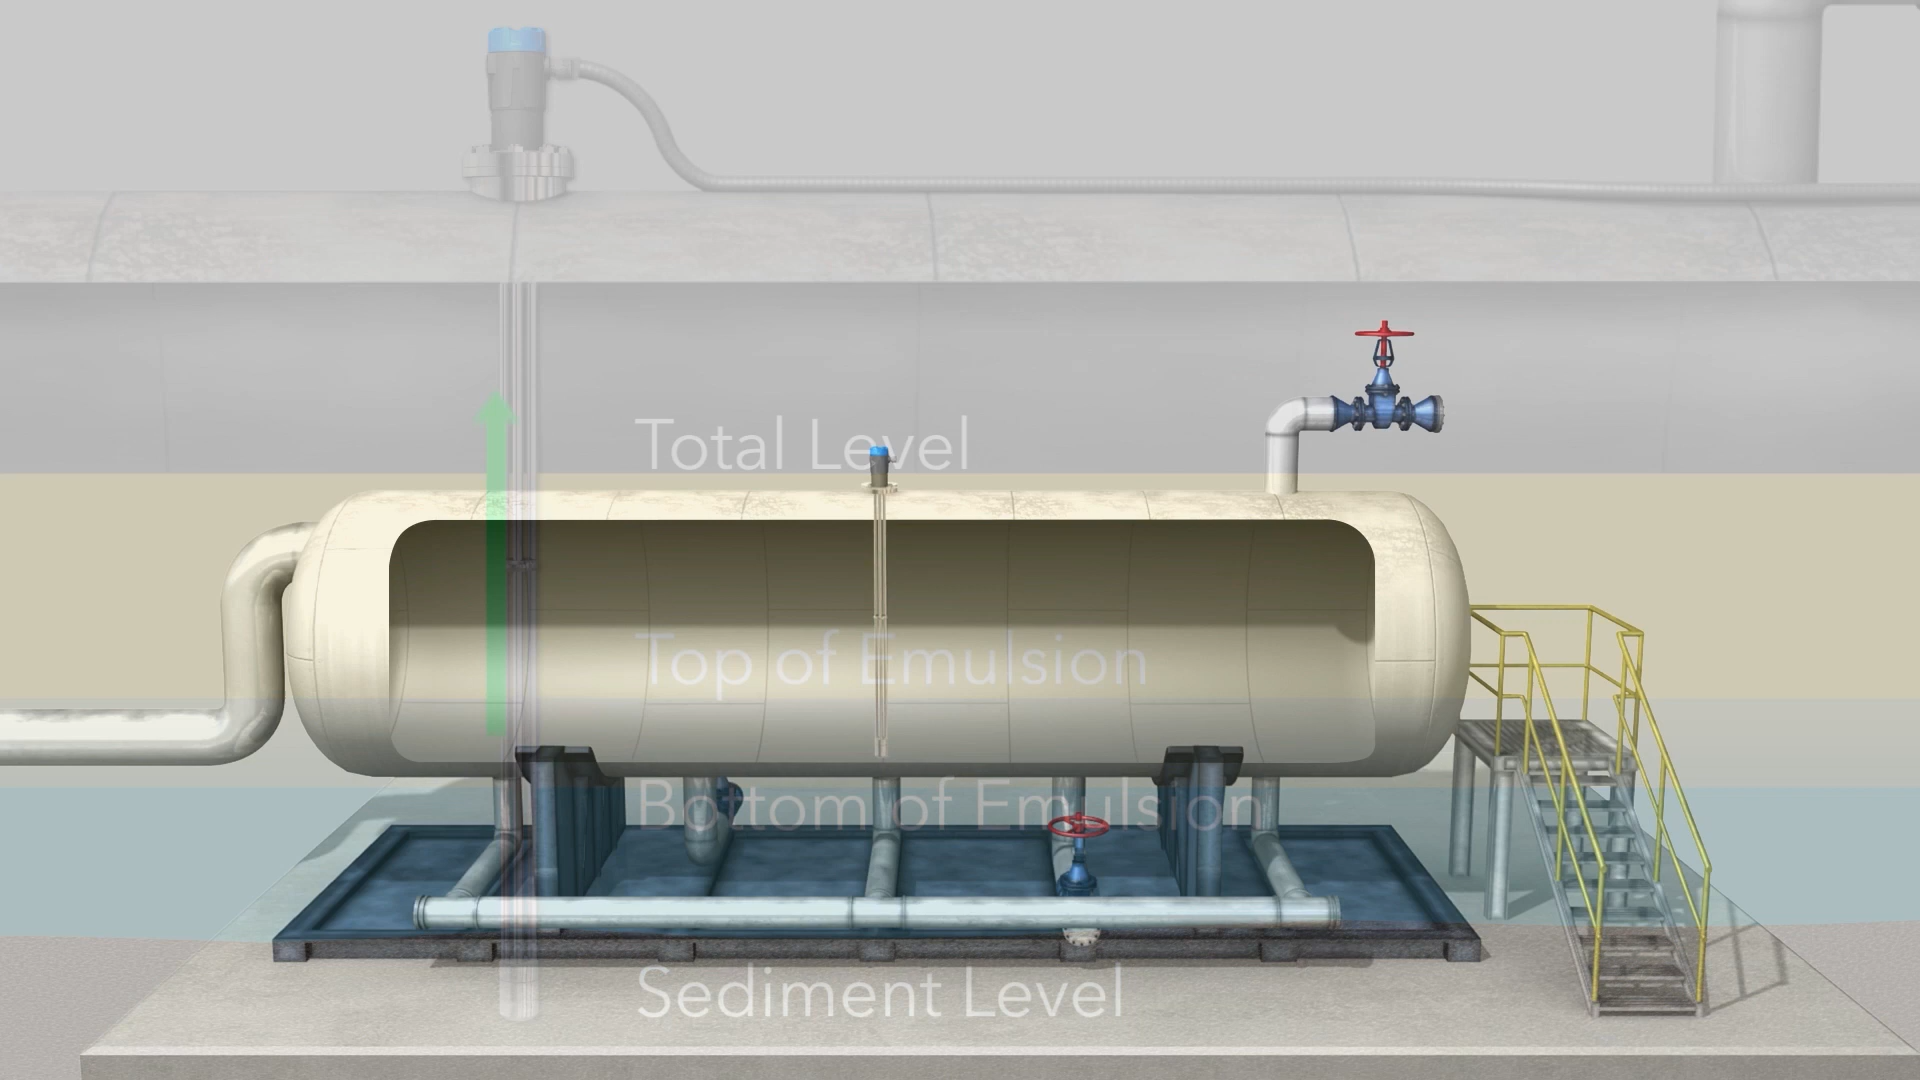 Total Level
Top of Emulsion
Bottom of Emulsion
Sediment Level